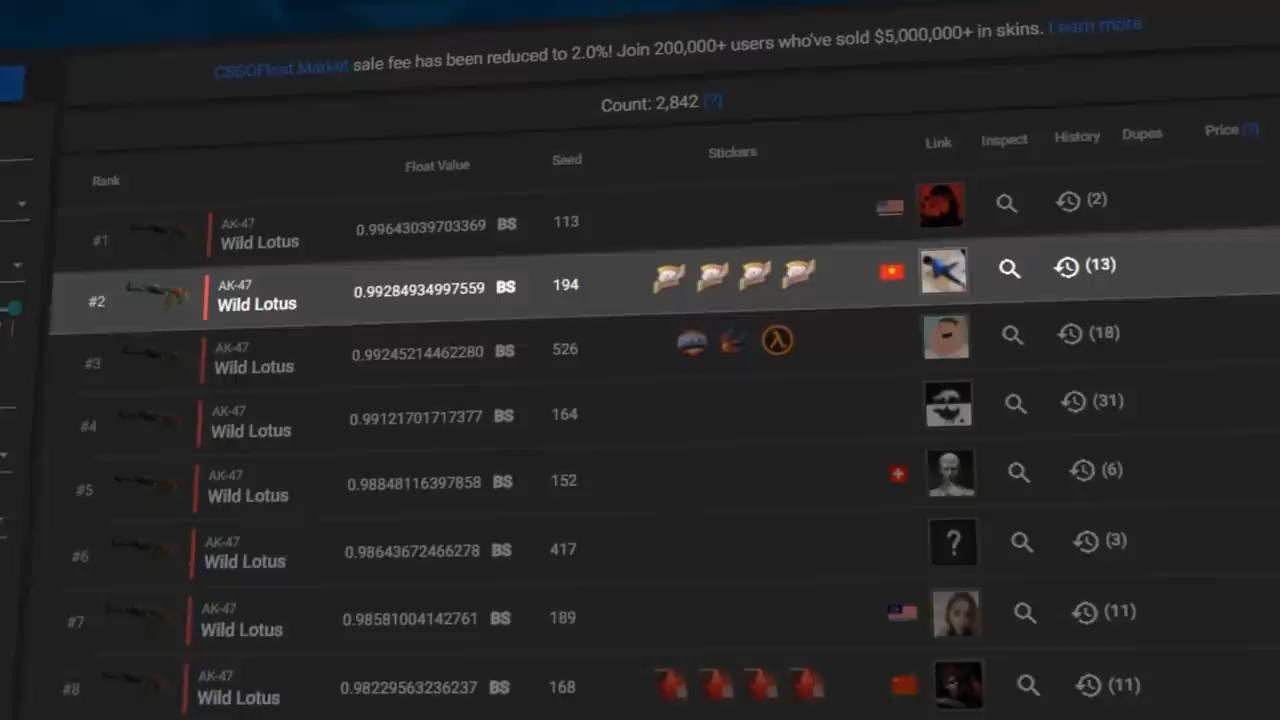 CSGOFloat Market sale fee has been reduced to 2.0%! Join 200,000+ users who've sold $5,000,000+ in skins. Learn more
Count: 2,842 (?)
Rank Float Value Seed Stickers Link Inspect History Dupes Price (?)
#1 AK-47 Wild Lotus 0.99643039703369 BS 113 (2)
#2 AK-47 Wild Lotus 0.99284934997559 BS 194 (13)
#3 AK-47 Wild Lotus 0.99245214462280 BS 526 (18)
#4 AK-47 Wild Lotus 0.99121701717377 BS 164 (31)
#5 AK-47 Wild Lotus 0.98848116397858 BS 152 (6)
#6 AK-47 Wild Lotus 0.98643672466278 BS 417 ? (3)
#7 AK-47 Wild Lotus 0.98581004142761 BS 189 (11)
#8 AK-47 Wild Lotus 0.98229563236237 BS 168 (11)